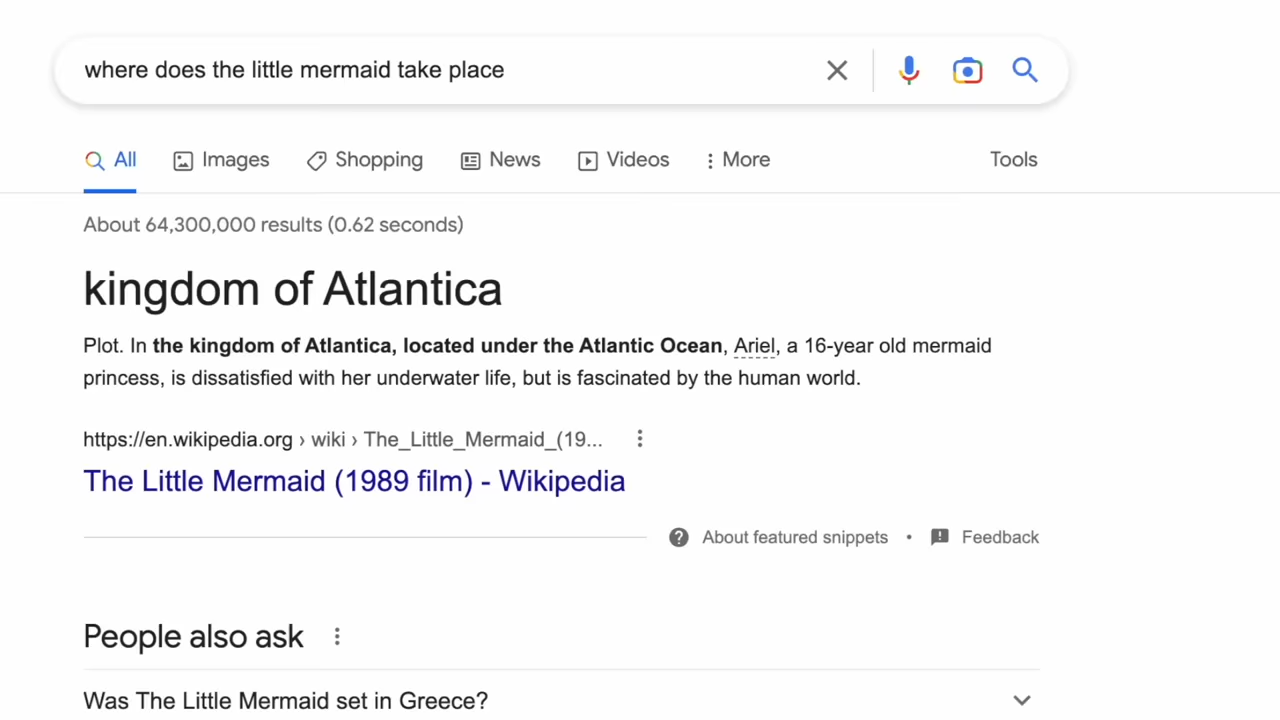 where does the little mermaid take place
All Images Shopping News Videos More Tools
About 64,300,000 results (0.62 seconds)
kingdom of Atlantica
Plot. In the kingdom of Atlantica, located under the Atlantic Ocean, Ariel, a 16-year old mermaid
princess, is dissatisfied with her underwater life, but is fascinated by the human world.
https://en.wikipedia.org › wiki › The_Little_Mermaid_(19...
The Little Mermaid (1989 film) - Wikipedia
About featured snippets • Feedback
People also ask
Was The Little Mermaid set in Greece?